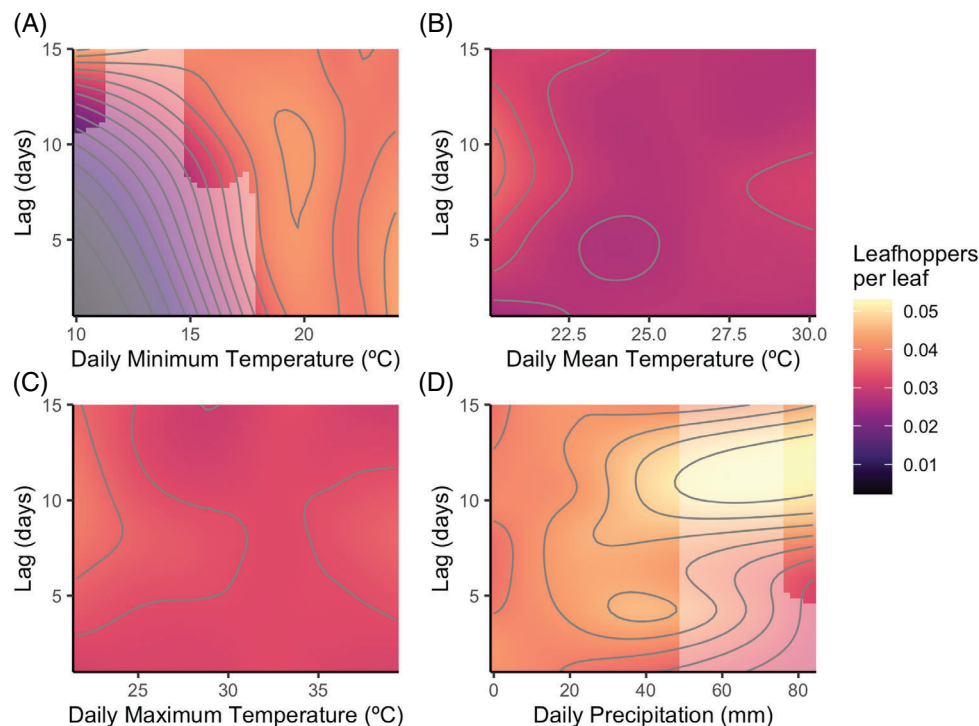 (A)
(B)
15
10
5
Lag (days)
10
15
20
Daily Minimum Temperature (ºC)
15
10
5
Lag (days)
22.5
25.0
27.5
30.0
Daily Mean Temperature (ºC)
Leafhoppers
per leaf
0.05
0.04
0.03
0.02
0.01
(C)
(D)
15
10
5
Lag (days)
25
30
35
Daily Maximum Temperature (ºC)
15
10
5
Lag (days)
0
20
40
60
80
Daily Precipitation (mm)